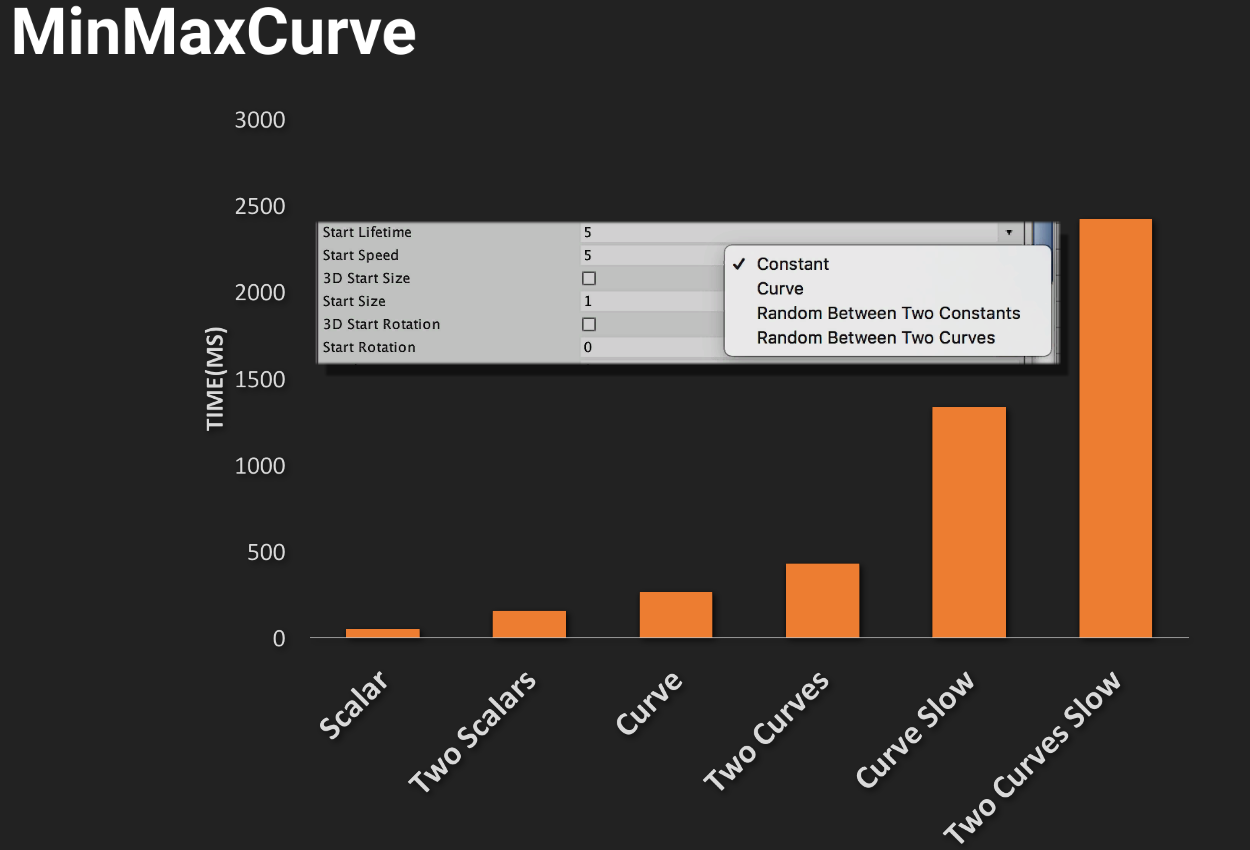 MinMaxCurve
3000
2500
2000
1500
1000
500
0
TIME(MS)
Start Lifetime 5
Start Speed 5
3D Start Size
Start Size 1
3D Start Rotation
Start Rotation 0
Constant
Curve
Random Between Two Constants
Random Between Two Curves
Scalar
Two Scalars
Curve
Two Curves
Curve Slow
Two Curves Slow